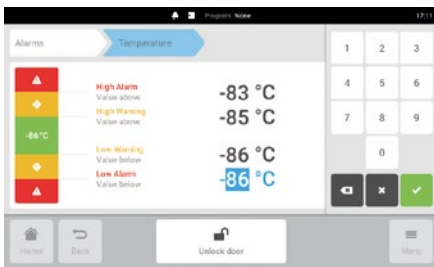 Program: None
17:11
Alarms
Temperature
High Alarm
Value above
-83 °C
High Warning
Value above
-85 °C
-86°C
Low Warning
Value below
-86 °C
Low Alarm
Value below
-86 °C
1 2 3
4 5 6
7 8 9
0
Home
Back
Unlock door
Menu